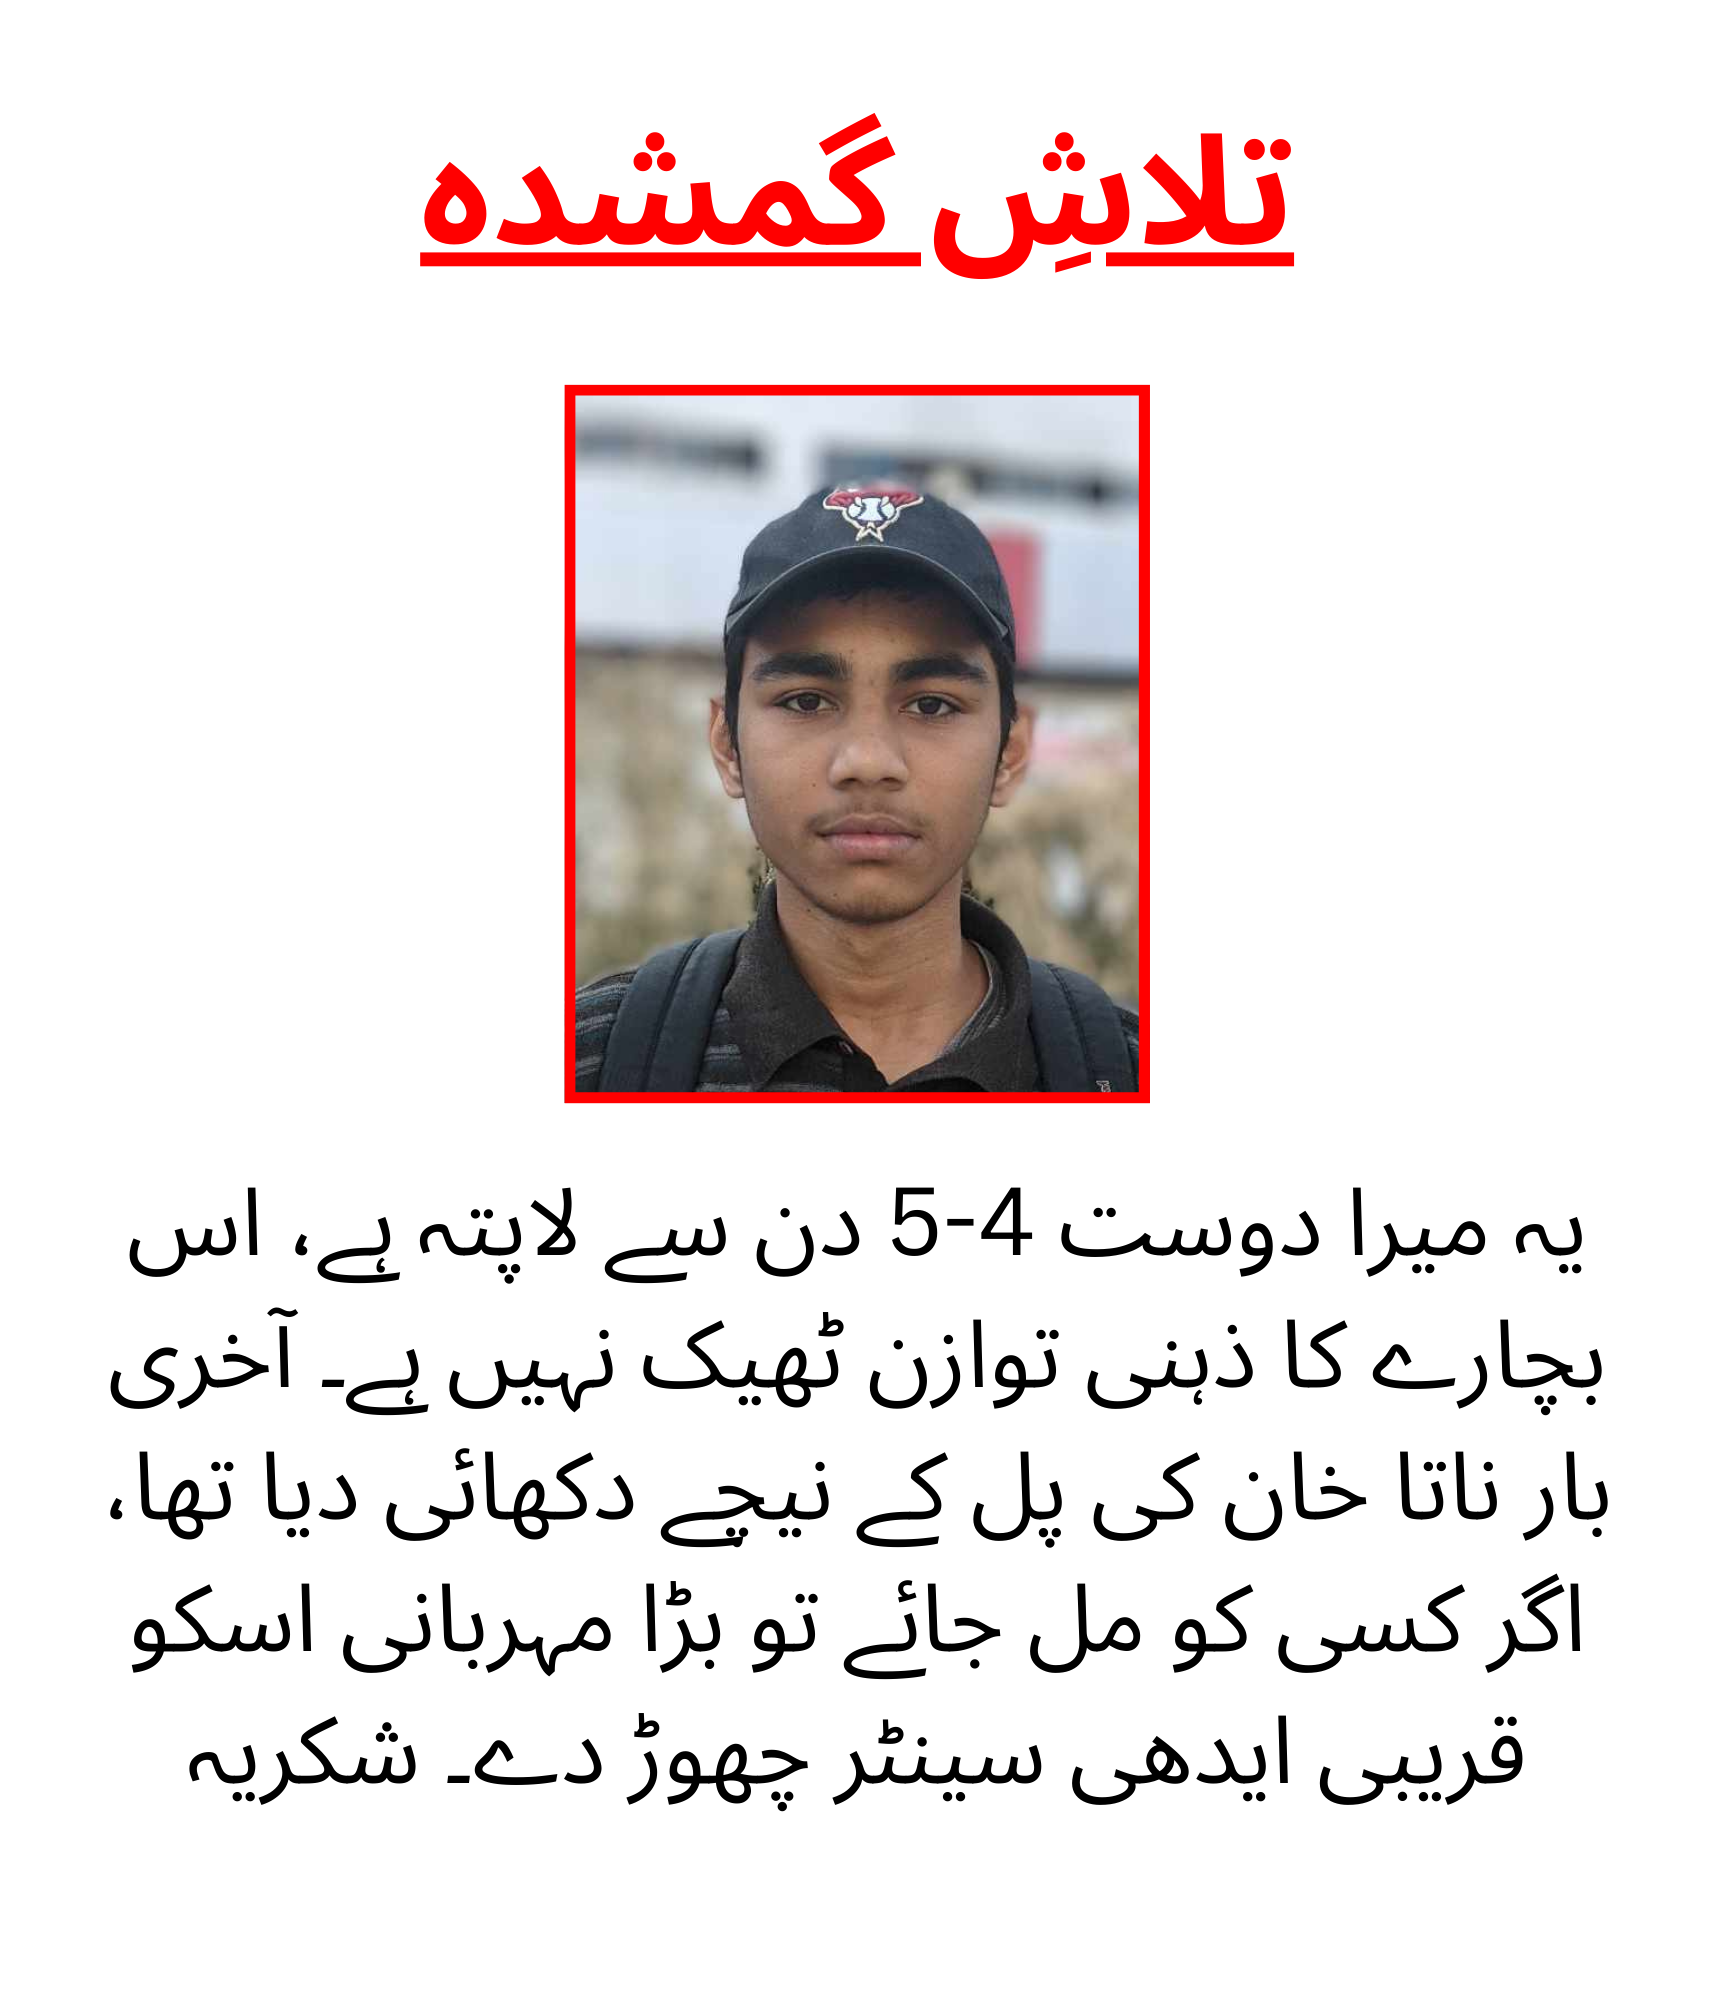 تلاشِ گمشدہ
یہ میرا دوست 4-5 دن سے لاپتہ ہے، اس
بچارے کا ذہنی توازن ٹھیک نہیں ہے۔ آخری
بار ناتا خان کی پل کے نیچے دکھائی دیا تھا،
اگر کسی کو مل جائے تو بڑا مہربانی اسکو
قریبی ایدھی سینٹر چھوڑ دے۔ شکریہ